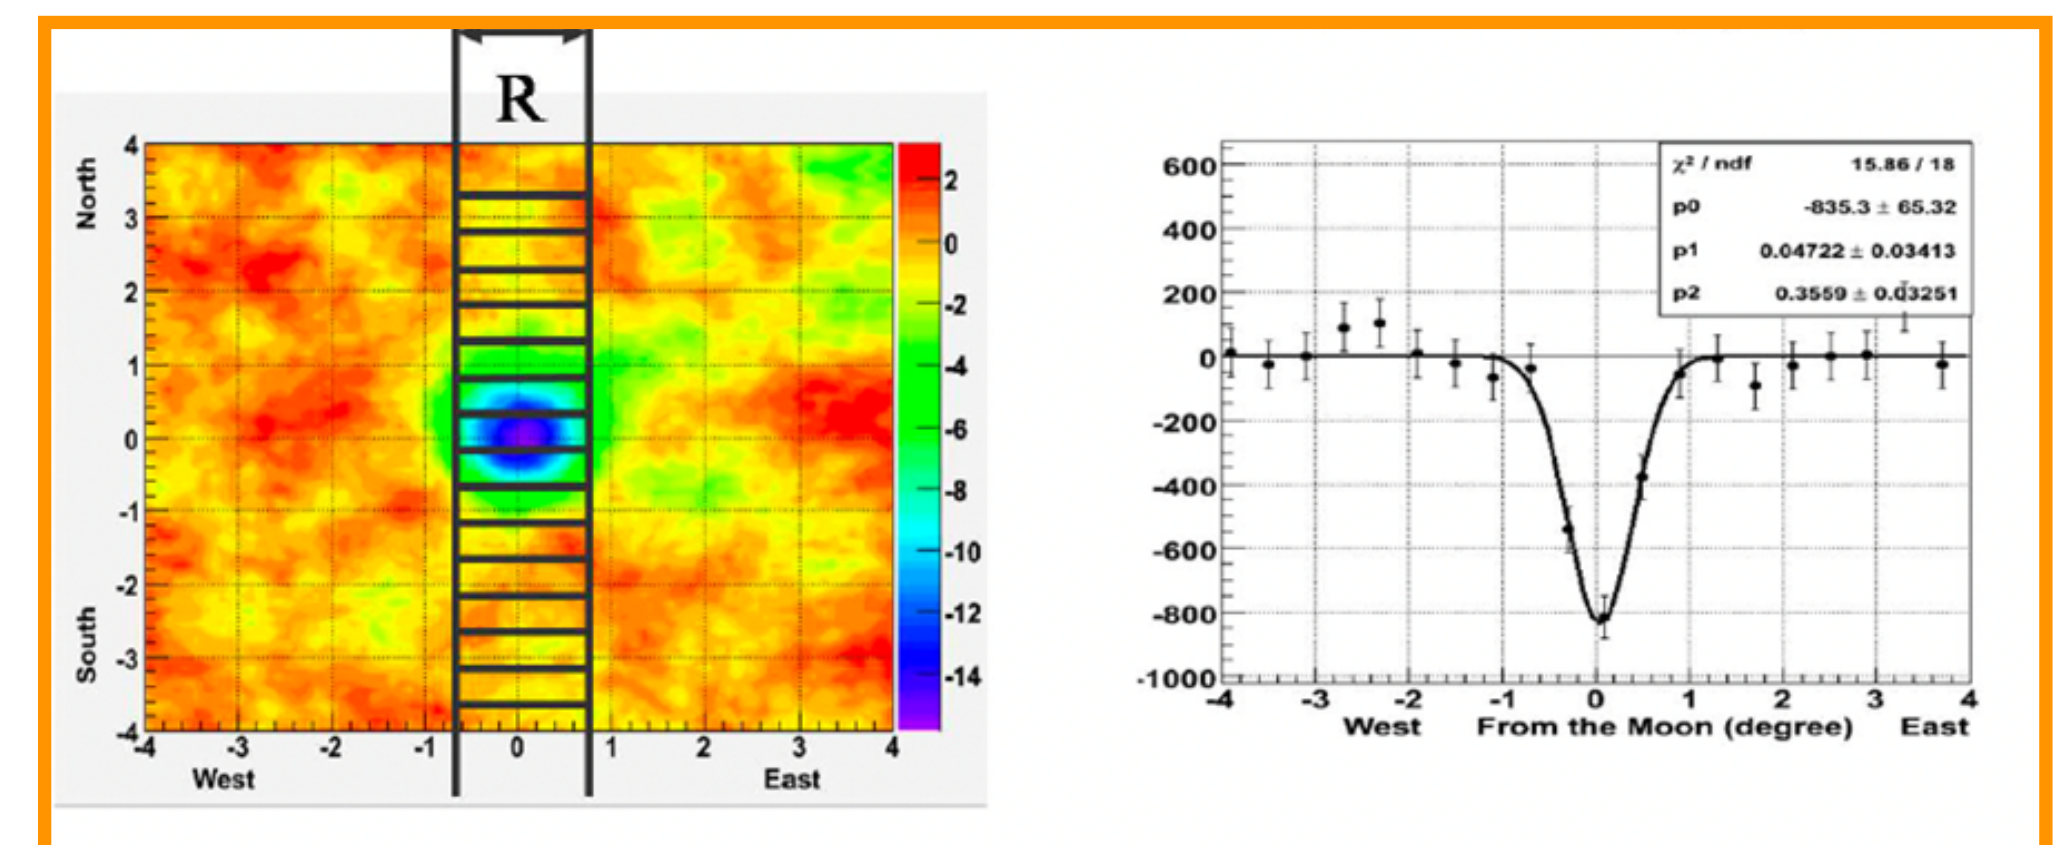 R
4
3
2
1
0
-1
-2
-3
-4
North
South
-4 -3 -2 -1 0 1 2 3 4
West East
2
0
-2
-4
-6
-8
-10
-12
-14
χ² / ndf 15.86 / 18
p0 -835.3 ± 65.32
p1 0.04722 ± 0.03413
p2 0.3559 ± 0.03251
600
400
200
0
-200
-400
-600
-800
-1000
-4 -3 -2 -1 0 1 2 3 4
West From the Moon (degree) East